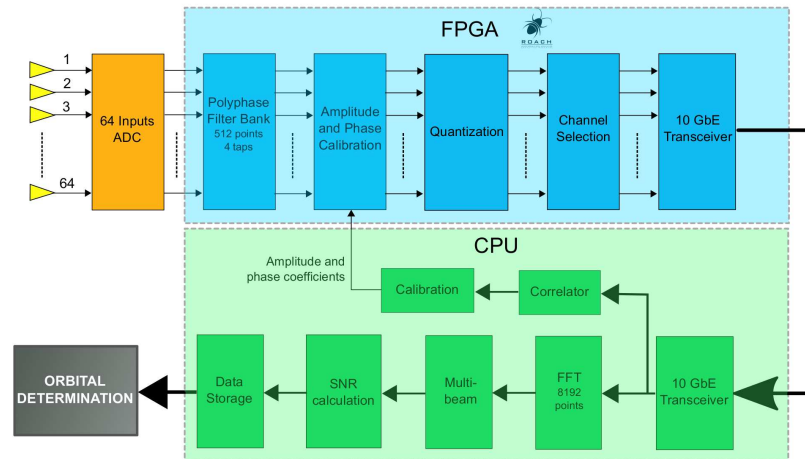 FPGA
ROACH
1
2
3
64
64 Inputs
ADC
Polyphase
Filter Bank
512 points
4 taps
Amplitude
and Phase
Calibration
Quantization
Channel
Selection
10 GbE
Transceiver
CPU
Amplitude and
phase coefficients
Calibration
Correlator
ORBITAL
DETERMINATION
Data
Storage
SNR
calculation
Multi-
beam
FFT
8192
points
10 GbE
Transceiver